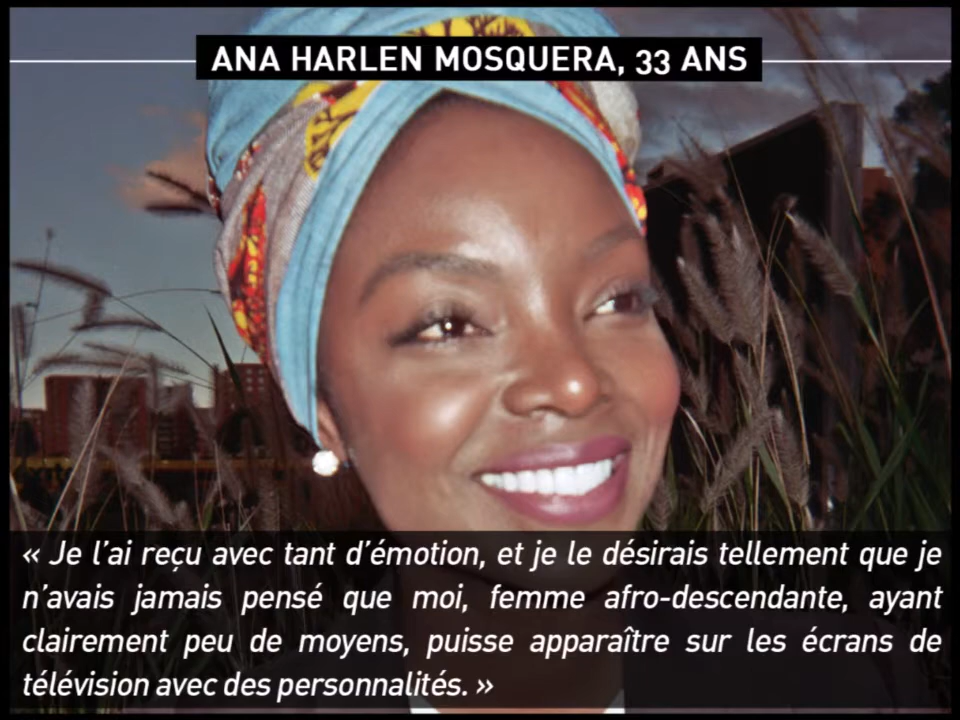 ANA HARLEN MOSQUERA, 33 ANS
« Je l’ai reçu avec tant d’émotion, et je le désirais tellement que je
n’avais jamais pensé que moi, femme afro-descendante, ayant
clairement peu de moyens, puisse apparaître sur les écrans de
télévision avec des personnalités. »